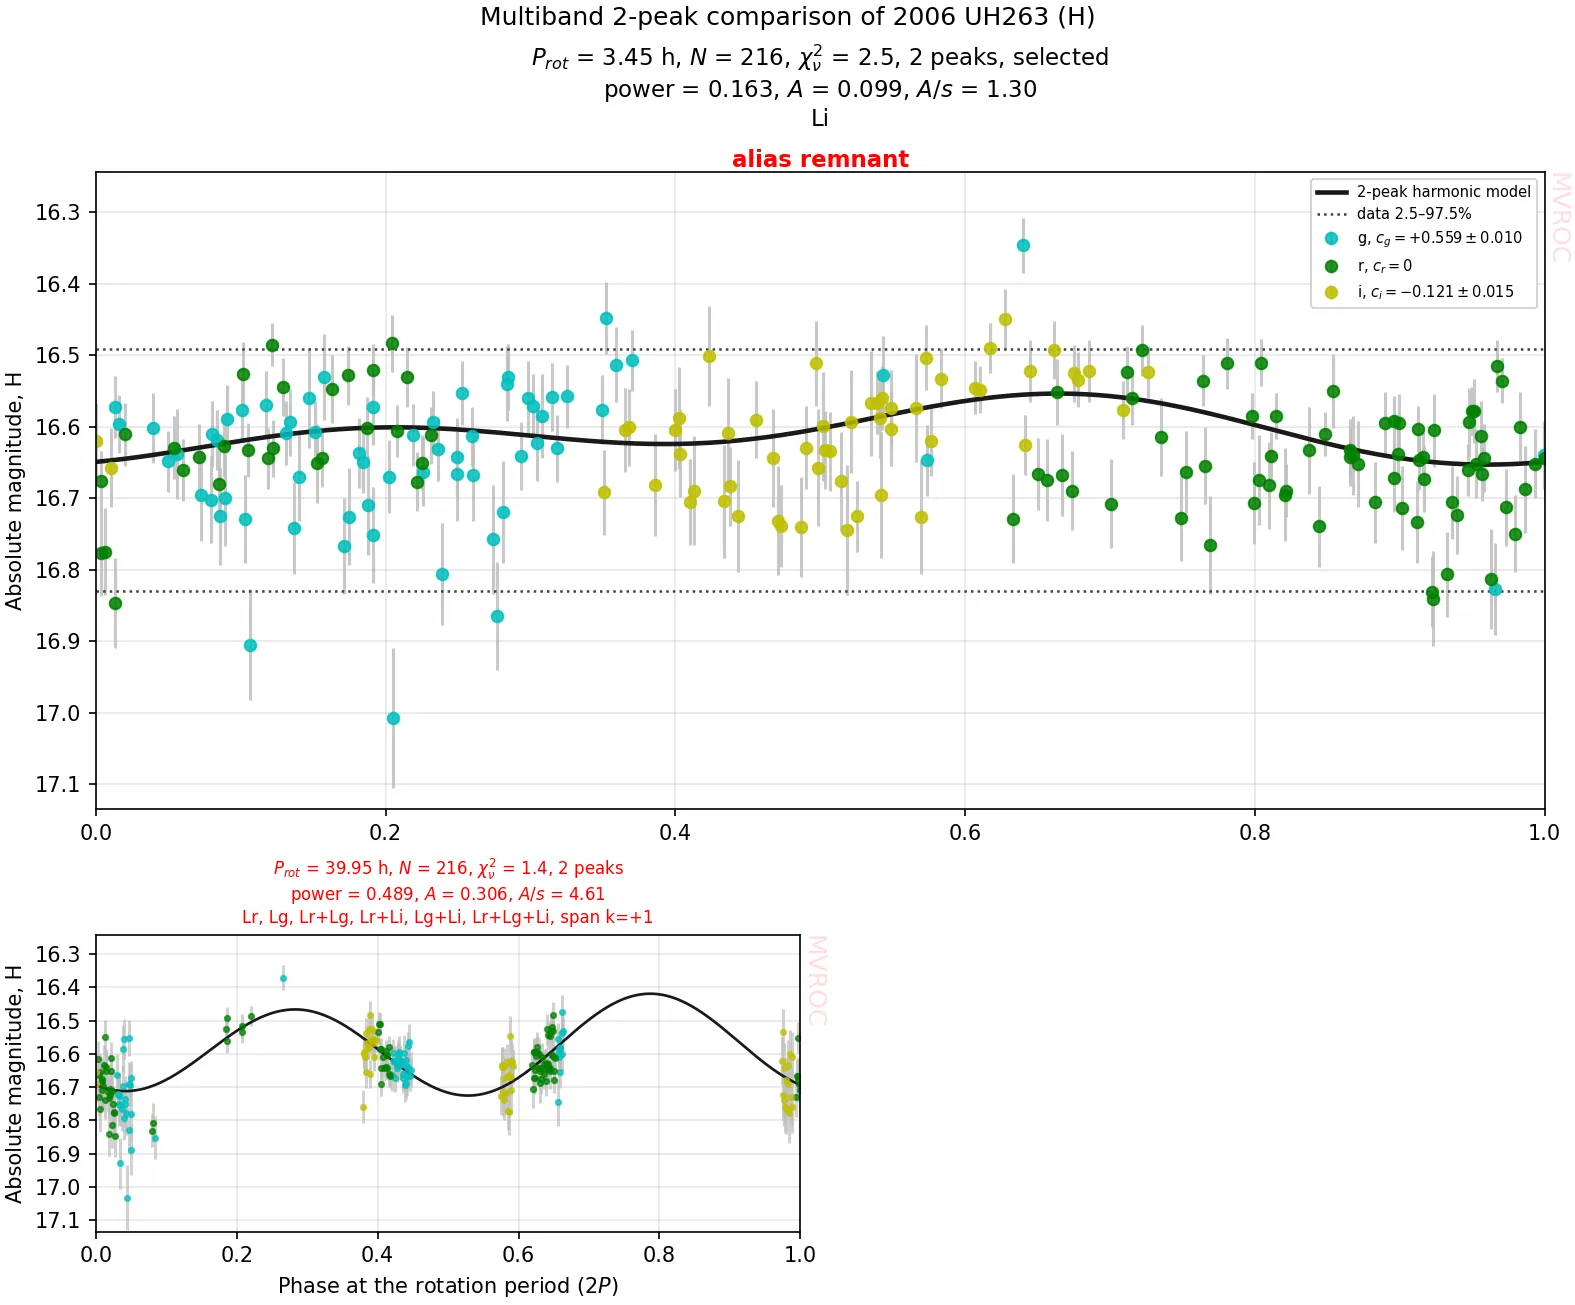 Multiband 2-peak comparison of 2006 UH263 (H)
P_rot = 3.45 h, N = 216, χ²_ν = 2.5, 2 peaks, selected
power = 0.163, A = 0.099, A/s = 1.30
Li
alias remnant
MVROC
2-peak harmonic model
data 2.5–97.5%
g, c_g = +0.559 ± 0.010
r, c_r = 0
i, c_i = −0.121 ± 0.015
Absolute magnitude, H
16.3
16.4
16.5
16.6
16.7
16.8
16.9
17.0
17.1
0.0 0.2 0.4 0.6 0.8 1.0
P_rot = 39.95 h, N = 216, χ²_ν = 1.4, 2 peaks
power = 0.489, A = 0.306, A/s = 4.61
Lr, Lg, Lr+Lg, Lr+Li, Lg+Li, Lr+Lg+Li, span k=+1
MVROC
Absolute magnitude, H
16.3
16.4
16.5
16.6
16.7
16.8
16.9
17.0
17.1
0.0 0.2 0.4 0.6 0.8 1.0
Phase at the rotation period (2P)